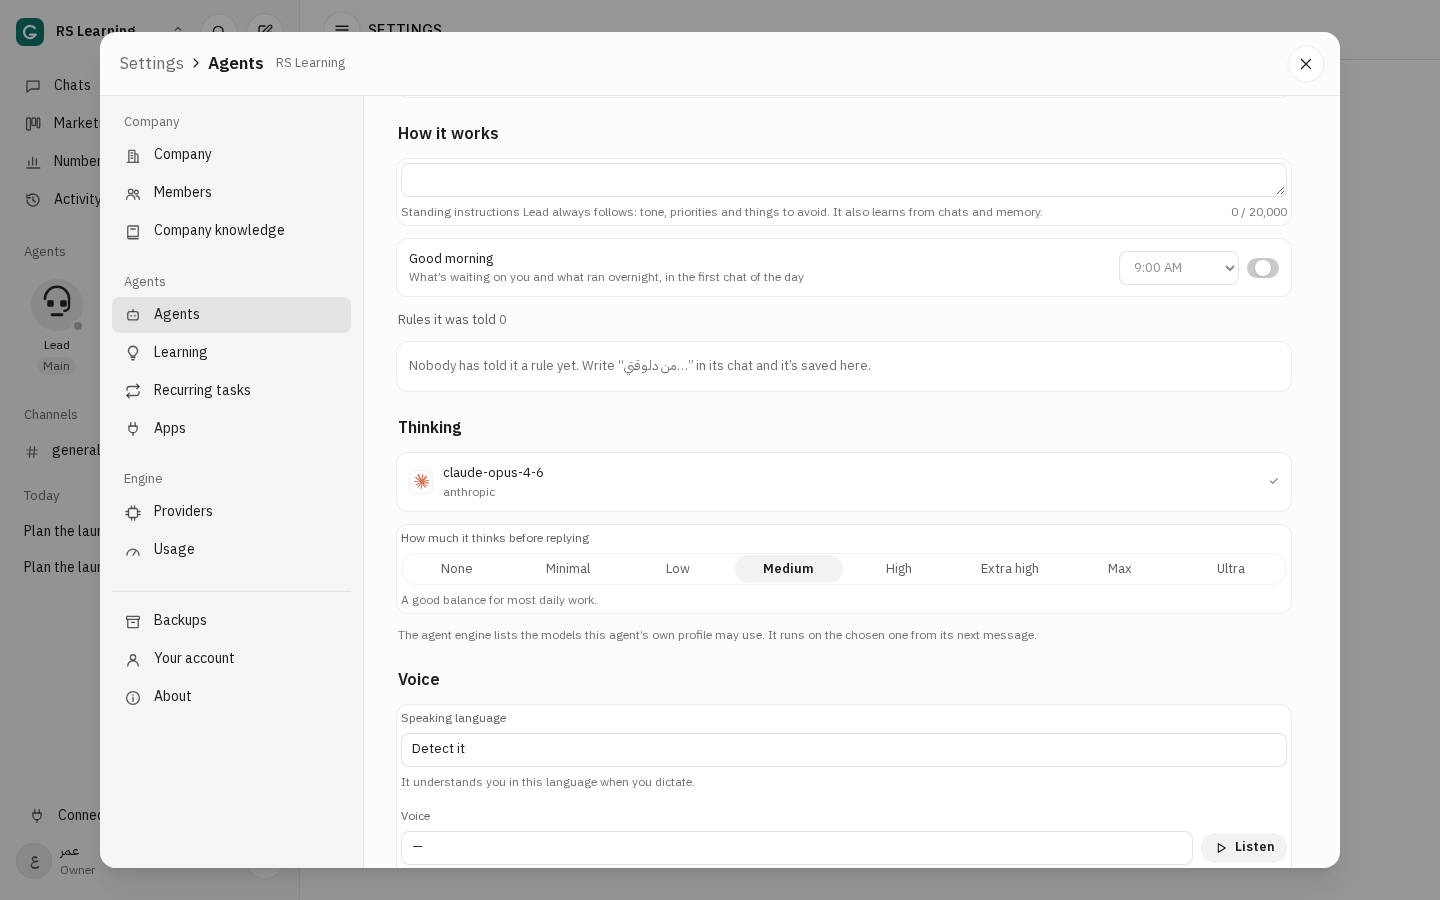 RS Learning
SETTINGS
Chats
Activity
Agents
Lead
Main
Channels
general
Today
Plan the
Plan the
عمر
Owner
ع
Settings > Agents RS Learning
Company
Company
Members
Company knowledge
Agents
Agents
Learning
Recurring tasks
Apps
Engine
Providers
Usage
Backups
Your account
About
How it works
Standing instructions Lead always follows: tone, priorities and things to avoid. It also learns from chats and memory. 0 / 20,000
Good morning
What's waiting on you and what ran overnight, in the first chat of the day
9:00 AM
Rules it was told 0
Nobody has told it a rule yet. Write “من دلوقتي…” in its chat and it's saved here.
Thinking
claude-opus-4-6
anthropic
How much it thinks before replying
None Minimal Low Medium High Extra high Max Ultra
A good balance for most daily work.
The agent engine lists the models this agent's own profile may use. It runs on the chosen one from its next message.
Voice
Speaking language
Detect it
It understands you in this language when you dictate.
Voice
—
Listen